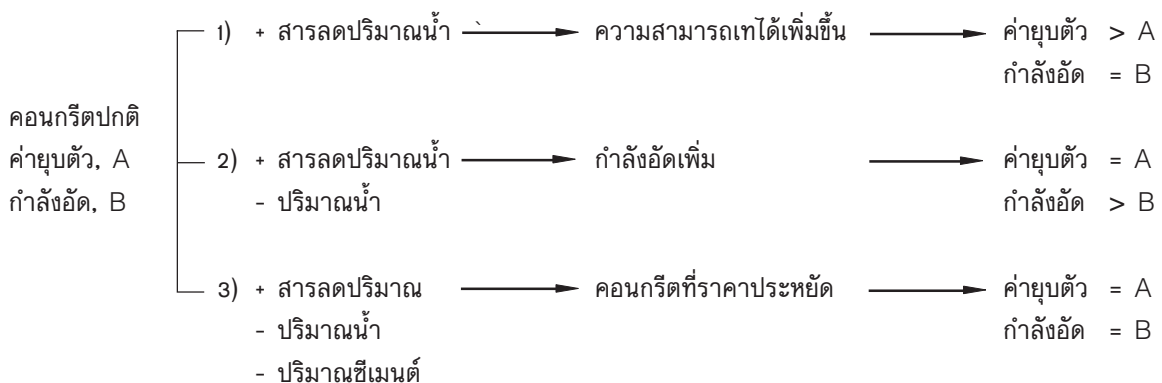 1) + สารลดปริมาณน้ำ ความสามารถเทได้เพิ่มขึ้น ค่ายุบตัว > A
กำลังอัด = B
คอนกรีตปกติ
ค่ายุบตัว, A
กำลังอัด, B
2) + สารลดปริมาณน้ำ กำลังอัดเพิ่ม ค่ายุบตัว = A
- ปริมาณน้ำ กำลังอัด > B
3) + สารลดปริมาณ คอนกรีตที่ราคาประหยัด ค่ายุบตัว = A
- ปริมาณน้ำ กำลังอัด = B
- ปริมาณซีเมนต์